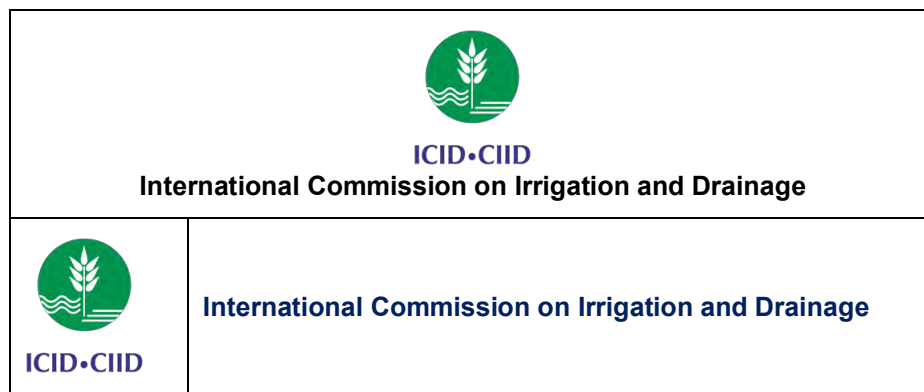 ICID•CIID
International Commission on Irrigation and Drainage
ICID•CIID
International Commission on Irrigation and Drainage